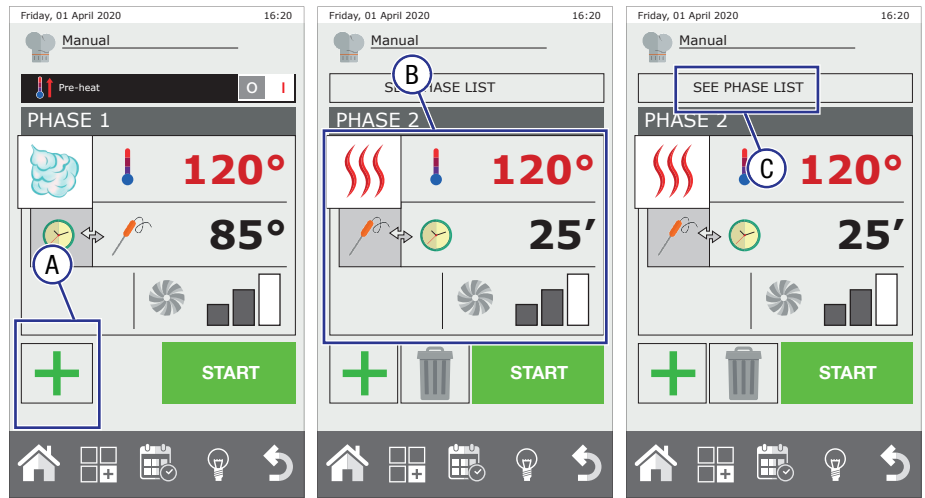 Friday, 01 April 2020 16:20
Manual
Pre-heat O I
PHASE 1
120°
85°
A
START
Friday, 01 April 2020 16:20
Manual
B
SE HASE LIST
PHASE 2
120°
25′
START
Friday, 01 April 2020 16:20
Manual
SEE PHASE LIST
PHASE 2
C
120°
25′
START